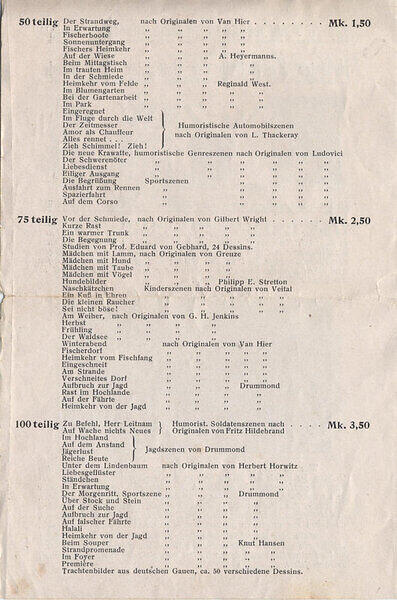 50 teilig Der Strandweg, nach Originalen von Van Hier . . . . . . . . Mk. 1,50
In Erwartung „ „ „ „
Fischerboote „ „ „ „
Sonnenuntergang „ „ „ „
Fischers Heimkehr „ „ „ „
Auf der Wiese „ „ „ A. Heyermanns.
Beim Mittagstisch „ „ „ „
Im trauten Heim „ „ „ „
In der Schmiede „ „ „ „
Heimkehr vom Felde „ „ „ Reginald West.
Im Blumengarten „ „ „ „
Bei der Gartenarbeit „ „ „ „
Im Park „ „ „ „
Eingeregnet
Im Fluge durch die Welt
Der Zeitmesser Humoristische Automobilszenen
Amor als Chauffeur nach Originalen von L. Thackeray
Alles rennet . .
Zieh Schimmel! Zieh!
Die neue Krawatte, humoristische Genreszenen nach Originalen von Ludovici
Der Schwerenöter „ „ „ „ „
Liebesdienst „ „ „ „ „
Eiliger Ausgang „ „ „ „ „
Die Begrüßung Sportszenen „ „ „ „
Ausfahrt zum Rennen „ „ „ „ „
Spazierfahrt „ „ „ „ „
Auf dem Corso „ „ „ „ „
75 teilig Vor der Schmiede, nach Originalen von Gilbert Wright . . . . . . Mk. 2,50
Kurze Rast „ „ „ „ „
Ein warmer Trunk „ „ „ „ „
Die Begegnung „ „ „ „ „
Studien von Prof. Eduard von Gebhard, 24 Dessins.
Mädchen mit Lamm, nach Originalen von Greuze
Mädchen mit Hund „ „ „ „
Mädchen mit Taube „ „ „ „
Mädchen mit Vögel „ „ „ „
Hundebilder „ „ „ Philipp E. Stretton
Naschkätzchen Kinderszenen nach Originalen von Veital
Ein Kuß in Ehren „ „ „ „ „
Die kleinen Raucher „ „ „ „ „
Sei nicht böse! „ „ „ „ „
Am Weiher, nach Originalen von G. H. Jenkins
Herbst „ „ „ „
Frühling „ „ „ „
Der Waldsee „ „ „ „
Winterabend nach Originalen von Van Hier
Fischerdorf „ „ „ „
Heimkehr vom Fischfang „ „ „ „
Eingeschneit „ „ „ „
Am Strande „ „ „ „
Verschneites Dorf „ „ „ „
Aufbruch zur Jagd „ „ „ Drummond
Rast im Hochlande „ „ „ „
Auf der Fährte „ „ „ „
Heimkehr von der Jagd „ „ „ „
100 teilig Zu Befehl, Herr Leitnam Humorist. Soldatenszenen nach . . . . Mk. 3,50
Auf Wache nichts Neues Originalen von Fritz Hildebrand
Im Hochland
Auf dem Anstand
Jägerlust Jagdszenen von Drummond
Reiche Beute
Unter dem Lindenbaum nach Originalen von Herbert Horwitz
Liebesgeflüster „ „ „ „ „
Ständchen „ „ „ „ „
In Erwartung „ „ „ „ „
Der Morgenritt, Sportszene „ „ „ Drummond
Über Stock und Stein „ „ „ „
Auf der Suche „ „ „ „
Aufbruch zur Jagd „ „ „ „
Auf falscher Fährte „ „ „ „
Halali „ „ „ „
Heimkehr von der Jagd „ „ „ „
Beim Souper „ „ „ Knut Hansen
Strandpromenade „ „ „ „
Im Foyer „ „ „ „
Première „ „ „ „
Trachtenbilder aus deutschen Gauen, ca. 50 verschiedene Dessins.